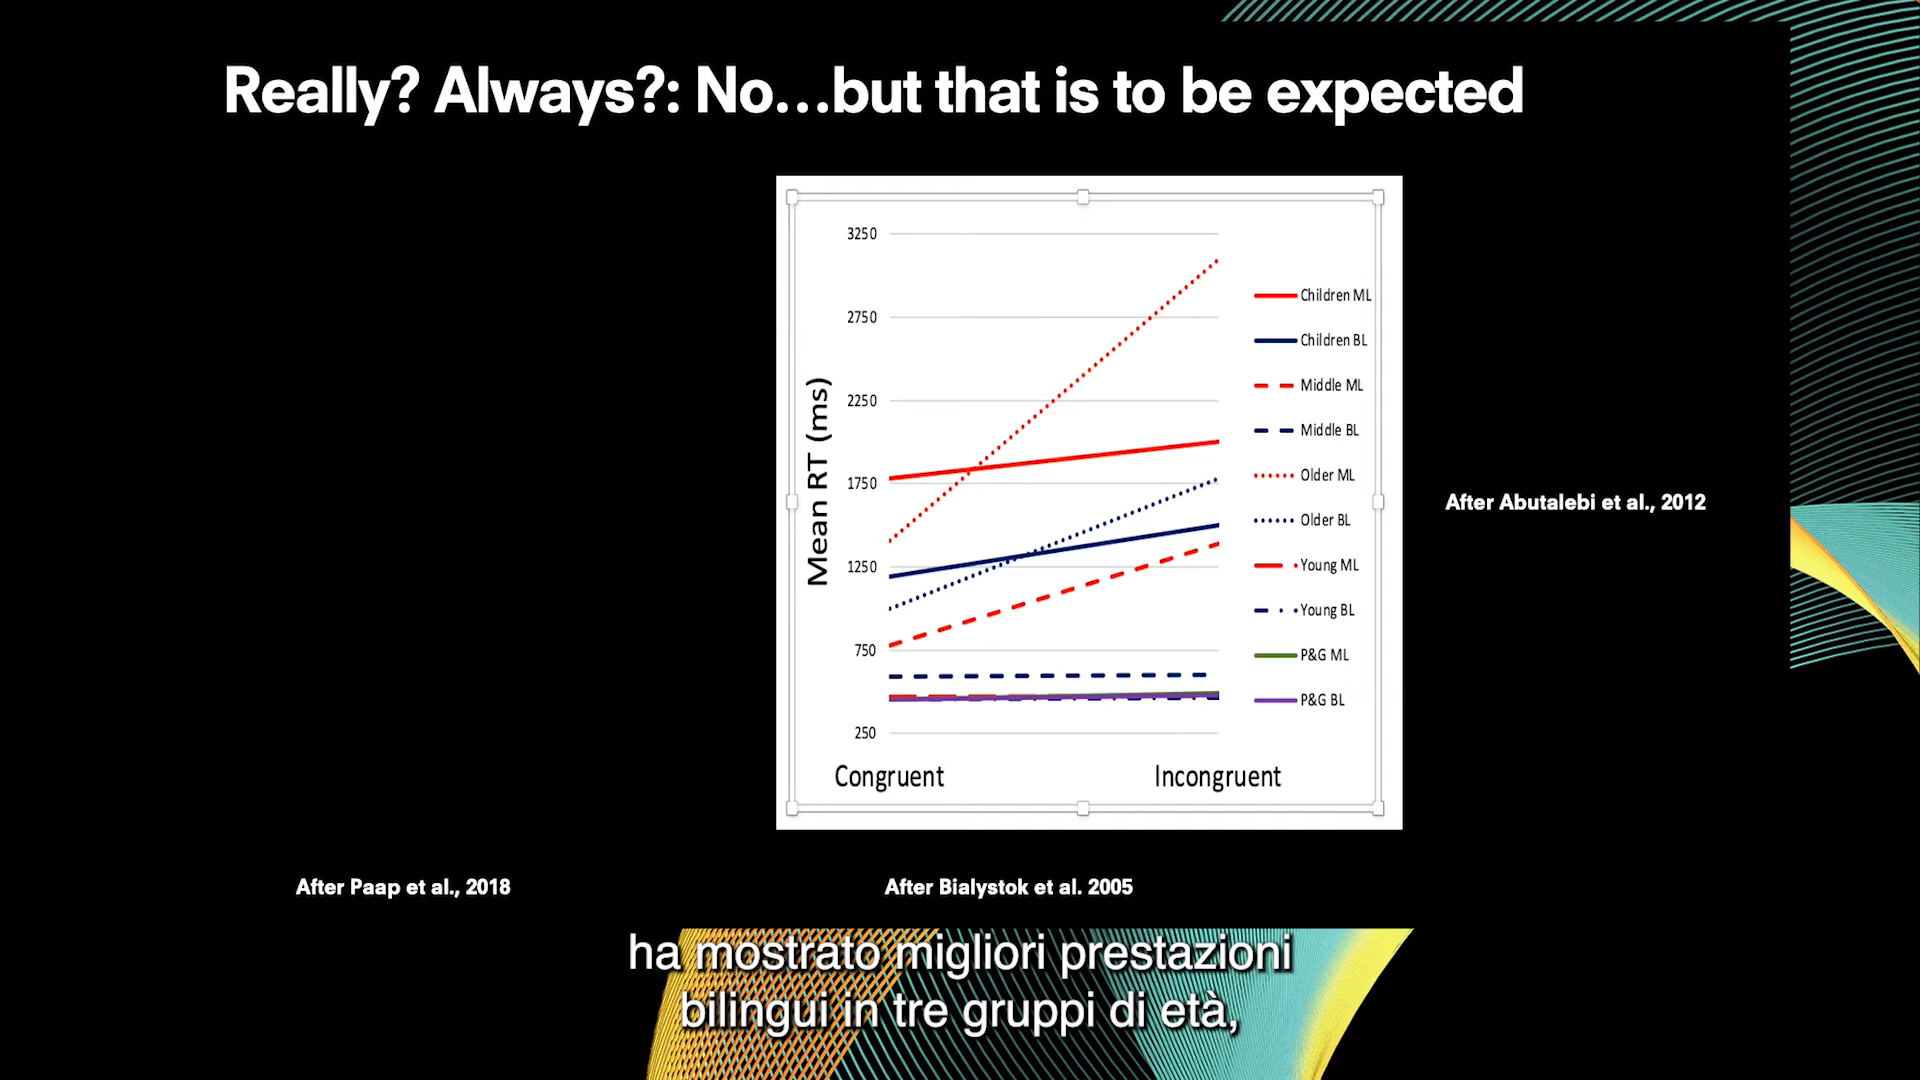 Really? Always?: No...but that is to be expected
3250
2750
2250
1750
1250
750
250
Mean RT (ms)
Congruent
Incongruent
Children ML
Children BL
Middle ML
Middle BL
Older ML
Older BL
Young ML
Young BL
P&G ML
P&G BL
After Abutalebi et al., 2012
After Paap et al., 2018
After Bialystok et al. 2005
ha mostrato migliori prestazioni
bilingui in tre gruppi di età,